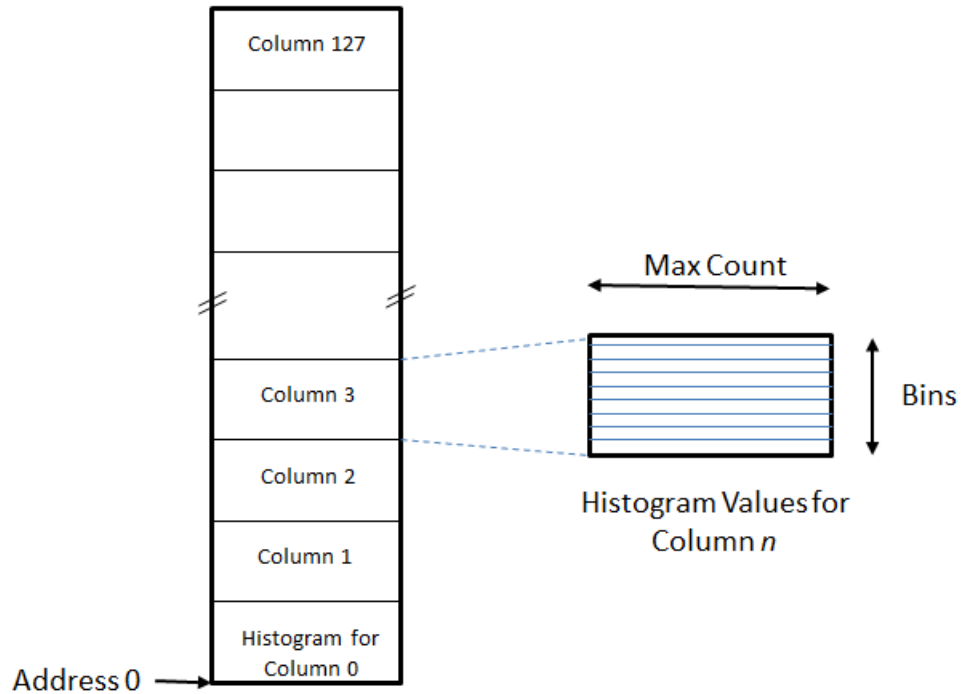 Column 127
Max Count
Column 3
Bins
Column 2
Histogram Values for
Column n
Column 1
Histogram for
Column 0
Address 0